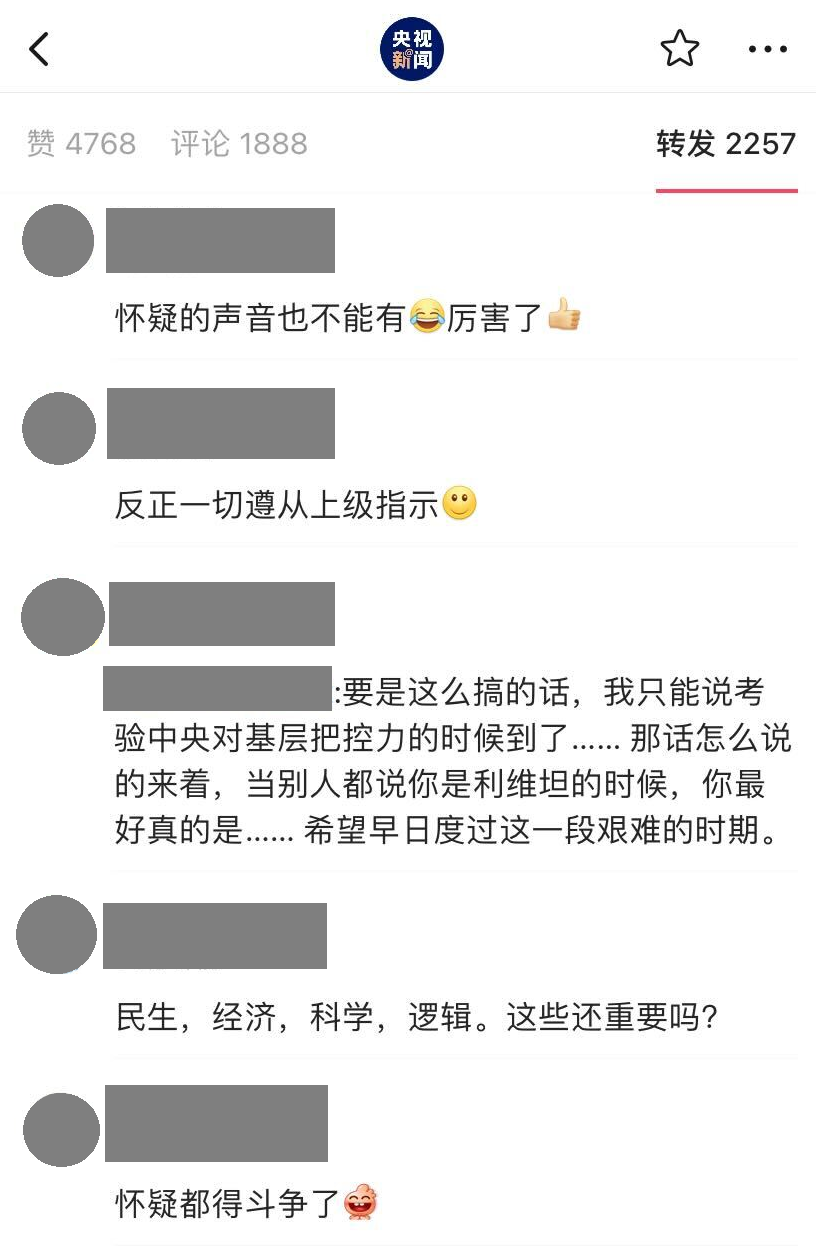 央视
新闻
赞 4768 评论 1888 转发 2257
怀疑的声音也不能有😂厉害了👍🏻
反正一切遵从上级指示🙂
:要是这么搞的话，我只能说考
验中央对基层把控力的时候到了…… 那话怎么说
的来着，当别人都说你是利维坦的时候，你最
好真的是…… 希望早日度过这一段艰难的时期。
民生，经济，科学，逻辑。这些还重要吗？
怀疑都得斗争了